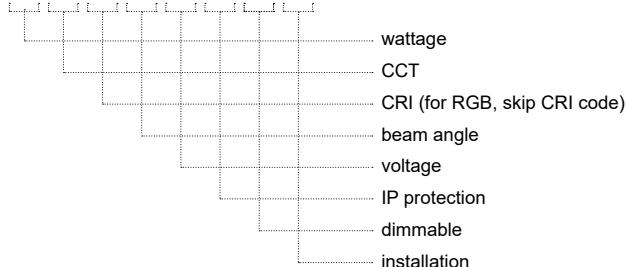 wattage
CCT
CRI (for RGB, skip CRI code)
beam angle
voltage
IP protection
dimmable
installation